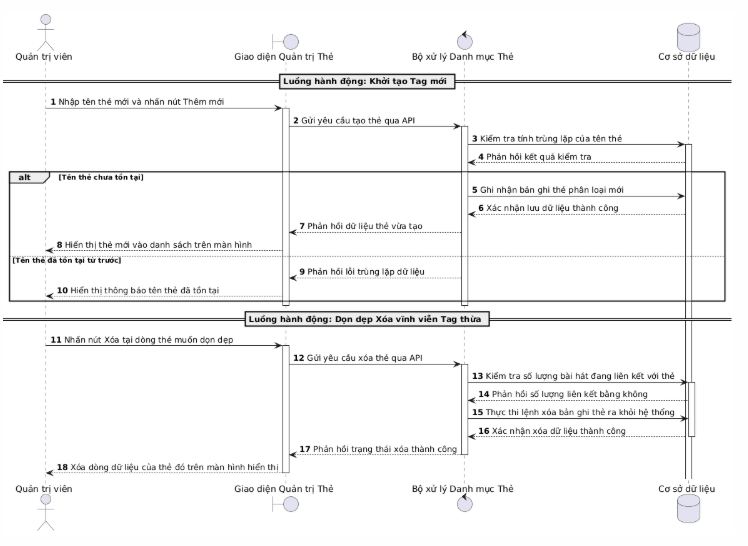 Quản trị viên
Giao diện Quản trị Thẻ
Bộ xử lý Danh mục Thẻ
Cơ sở dữ liệu
Luồng hành động: Khởi tạo Tag mới
1 Nhập tên thẻ mới và nhấn nút Thêm mới
2 Gửi yêu cầu tạo thẻ qua API
3 Kiểm tra tính trùng lặp của tên thẻ
4 Phản hồi kết quả kiểm tra
alt [Tên thẻ chưa tồn tại]
5 Ghi nhận bản ghi thẻ phân loại mới
6 Xác nhận lưu dữ liệu thành công
7 Phản hồi dữ liệu thẻ vừa tạo
8 Hiển thị thẻ mới vào danh sách trên màn hình
[Tên thẻ đã tồn tại từ trước]
9 Phản hồi lỗi trùng lặp dữ liệu
10 Hiển thị thông báo tên thẻ đã tồn tại
Luồng hành động: Dọn dẹp Xóa vĩnh viễn Tag thừa
11 Nhấn nút Xóa tại dòng thẻ muốn dọn dẹp
12 Gửi yêu cầu xóa thẻ qua API
13 Kiểm tra số lượng bài hát đang liên kết với thẻ
14 Phản hồi số lượng liên kết bằng không
15 Thực thi lệnh xóa bản ghi thẻ ra khỏi hệ thống
16 Xác nhận xóa dữ liệu thành công
17 Phản hồi trạng thái xóa thành công
18 Xóa dòng dữ liệu của thẻ đó trên màn hình hiển thị
Quản trị viên
Giao diện Quản trị Thẻ
Bộ xử lý Danh mục Thẻ
Cơ sở dữ liệu